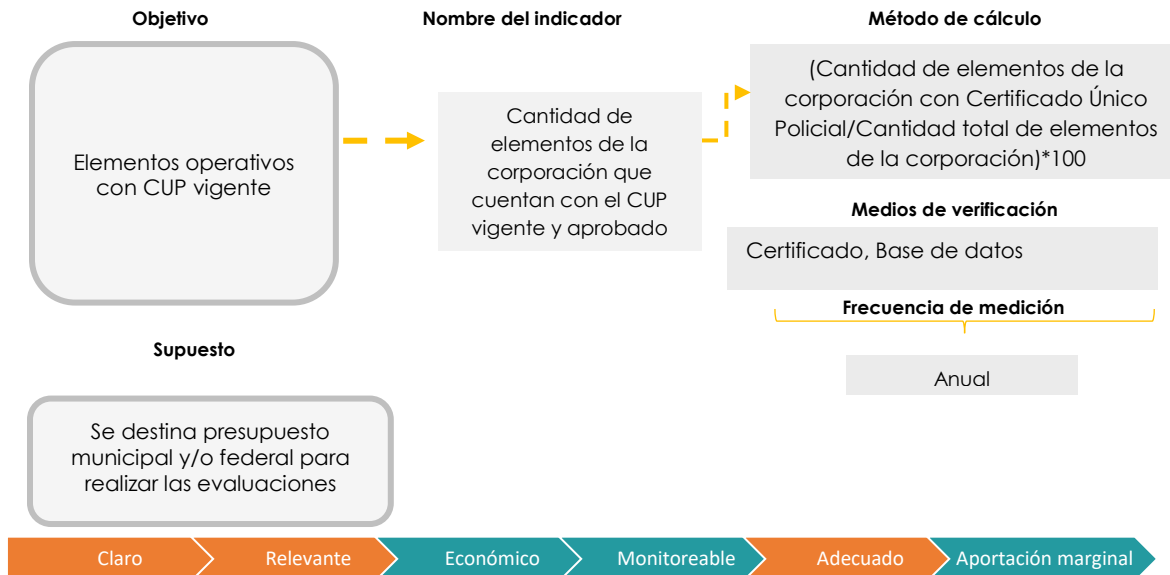 Objetivo
Elementos operativos
con CUP vigente
Nombre del indicador
Cantidad de
elementos de la
corporación que
cuentan con el CUP
vigente y aprobado
Método de cálculo
(Cantidad de elementos de la
corporación con Certificado Único
Policial/Cantidad total de elementos
de la corporación)*100
Medios de verificación
Certificado, Base de datos
Frecuencia de medición
Anual
Supuesto
Se destina presupuesto
municipal y/o federal para
realizar las evaluaciones
Claro
Relevante
Económico
Monitoreable
Adecuado
Aportación marginal